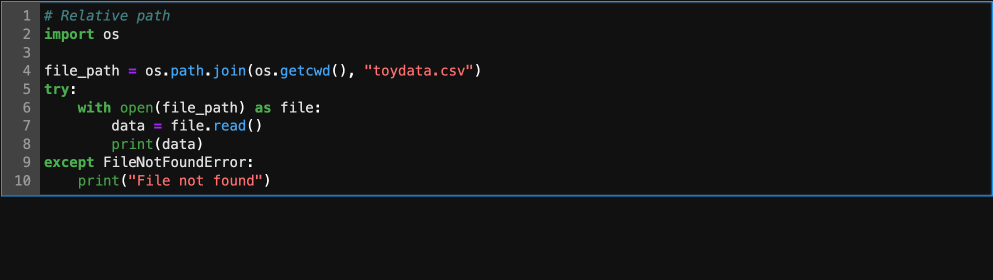 1 # Relative path
2 import os
3
4 file_path = os.path.join(os.getcwd(), "toydata.csv")
5 try:
6     with open(file_path) as file:
7         data = file.read()
8         print(data)
9 except FileNotFoundError:
10     print("File not found")